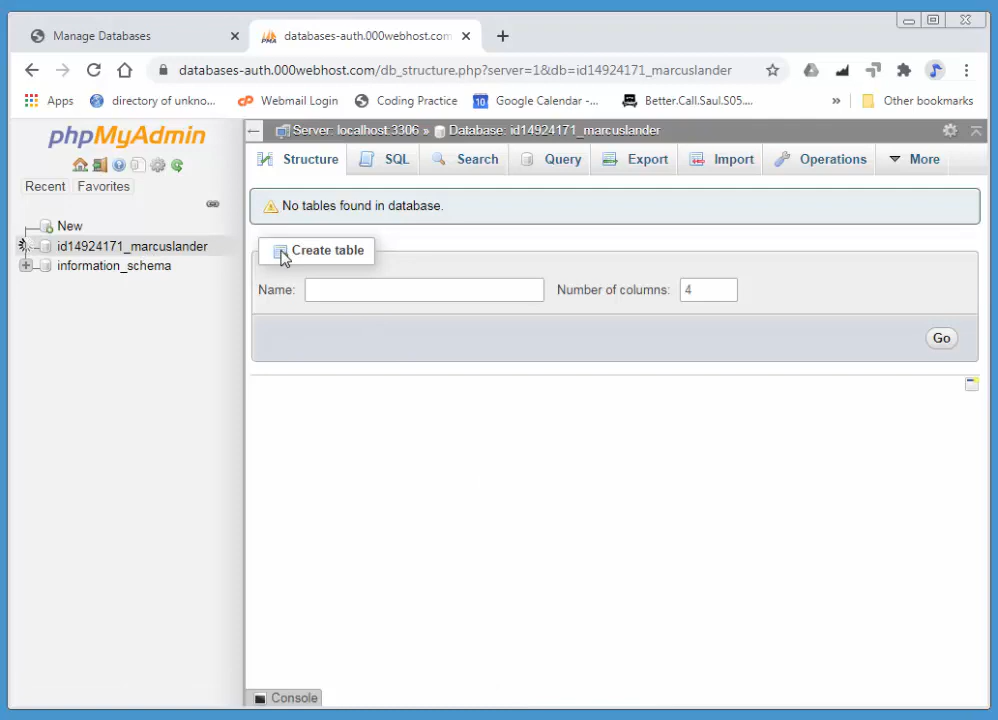 Manage Databases
databases-auth.000webhost.com
databases-auth.000webhost.com/db_structure.php?server=1&db=id14924171_marcuslander
Apps directory of unkno... Webmail Login Coding Practice 10 Google Calendar -... Better.Call.Saul.S05.... » Other bookmarks
phpMyAdmin
Recent Favorites
New
id14924171_marcuslander
information_schema
Server: localhost:3306 » Database: id14924171_marcuslander
Structure SQL Search Query Export Import Operations More
No tables found in database.
Create table
Name: Number of columns: 4
Go
Console